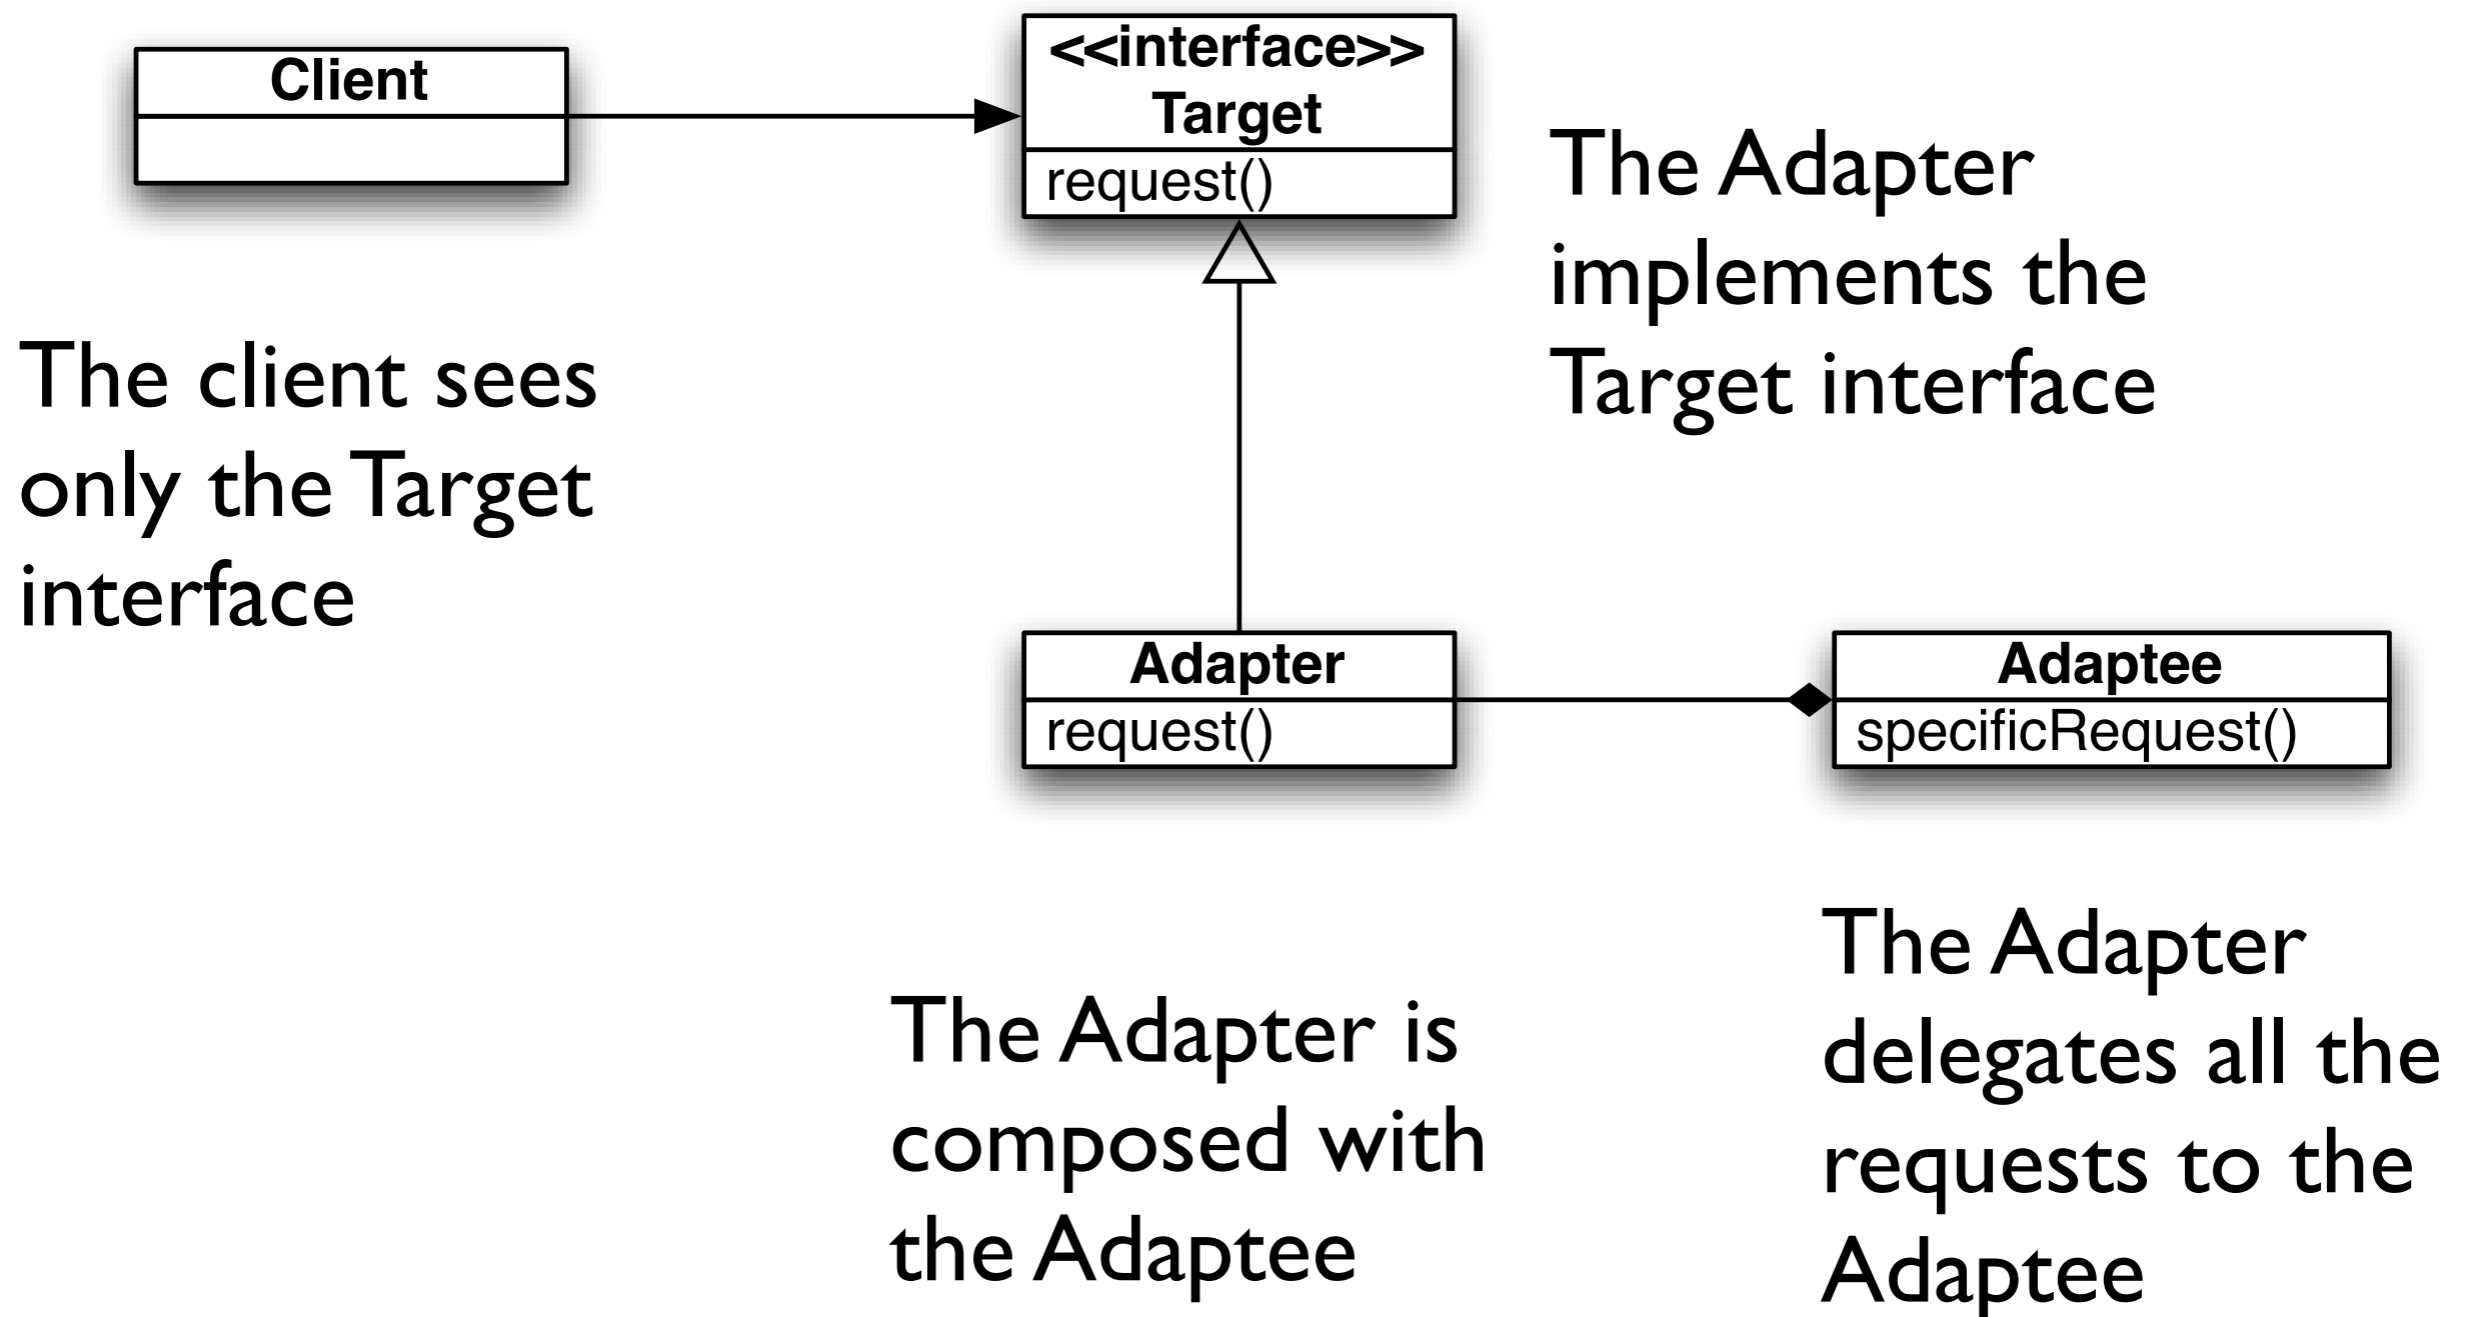 Client
<<interface>>
Target
request()
The Adapter
implements the
Target interface
The client sees
only the Target
interface
Adapter
request()
Adaptee
specificRequest()
The Adapter is
composed with
the Adaptee
The Adapter
delegates all the
requests to the
Adaptee